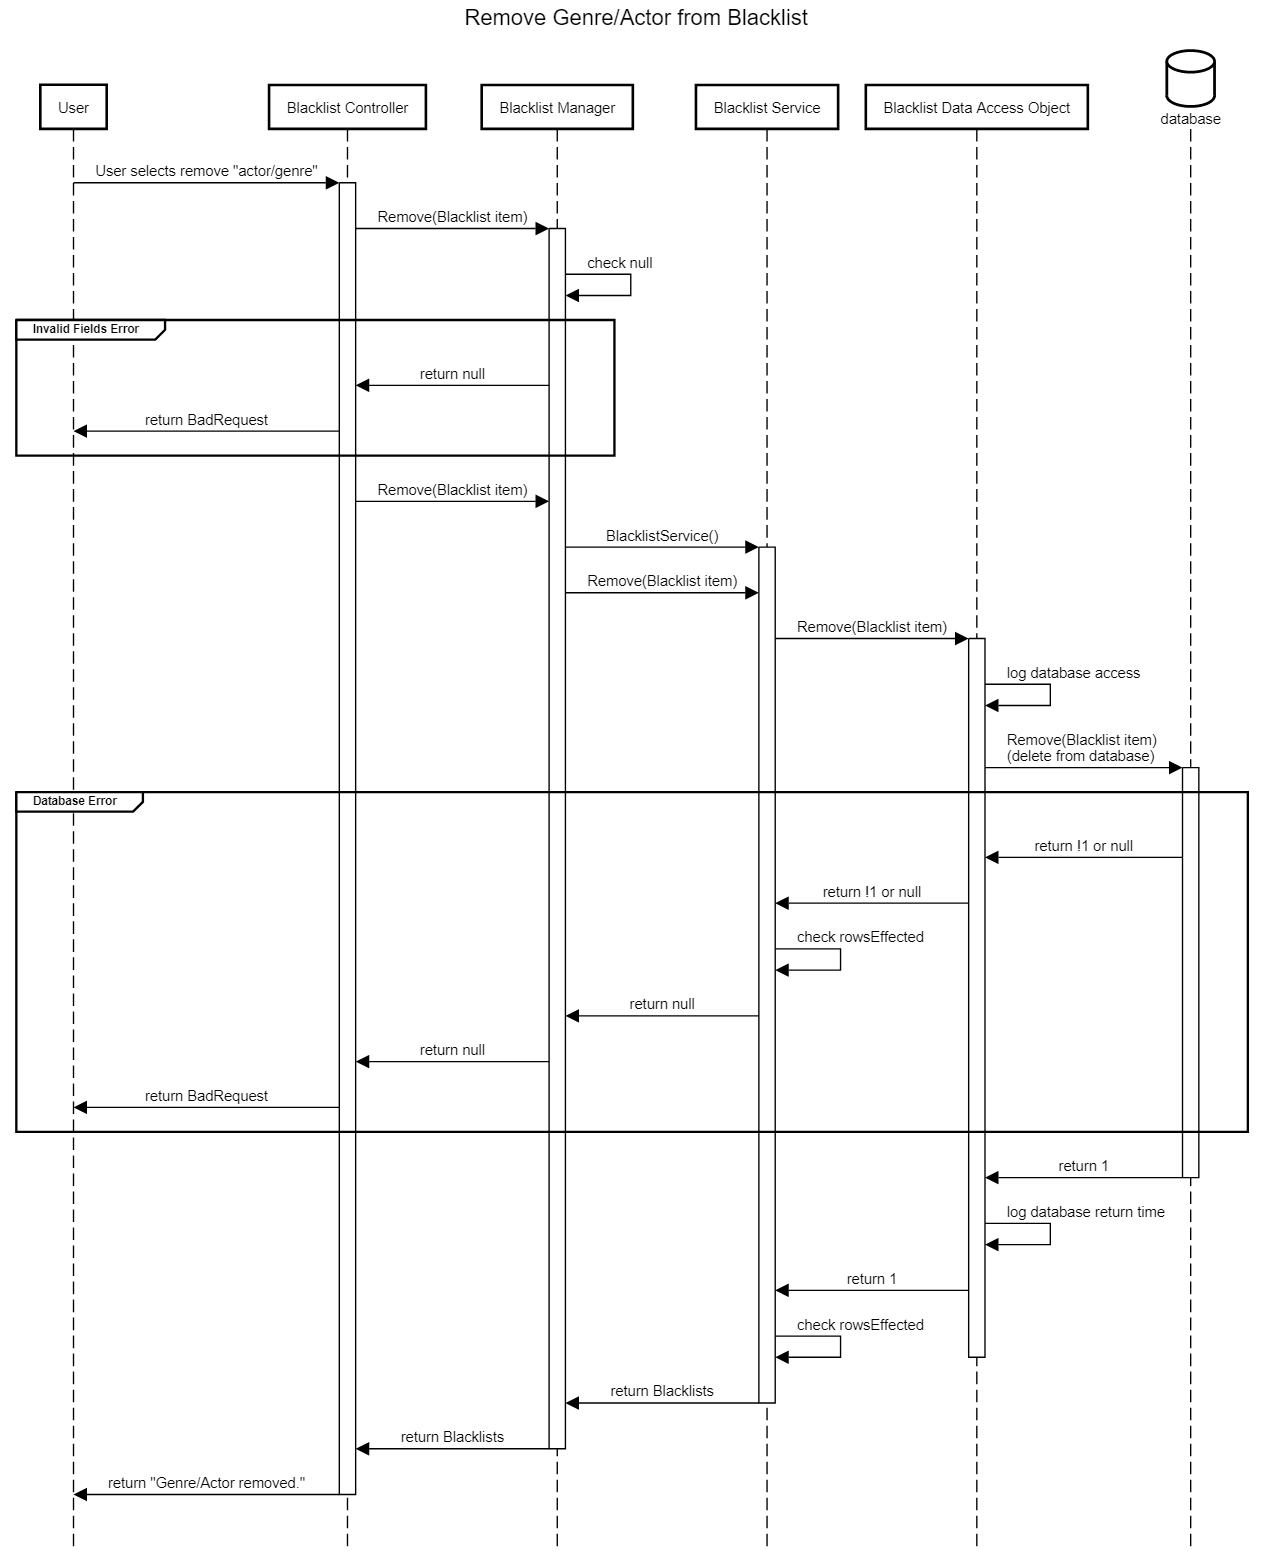 Remove Genre/Actor from Blacklist
User
Blacklist Controller
Blacklist Manager
Blacklist Service
Blacklist Data Access Object
database
User selects remove "actor/genre"
Remove(Blacklist item)
check null
Invalid Fields Error
return null
return BadRequest
Remove(Blacklist item)
BlacklistService()
Remove(Blacklist item)
Remove(Blacklist item)
log database access
Remove(Blacklist item)
(delete from database)
Database Error
return !1 or null
return !1 or null
check rowsEffected
return null
return null
return BadRequest
return 1
log database return time
return 1
check rowsEffected
return Blacklists
return Blacklists
return "Genre/Actor removed."